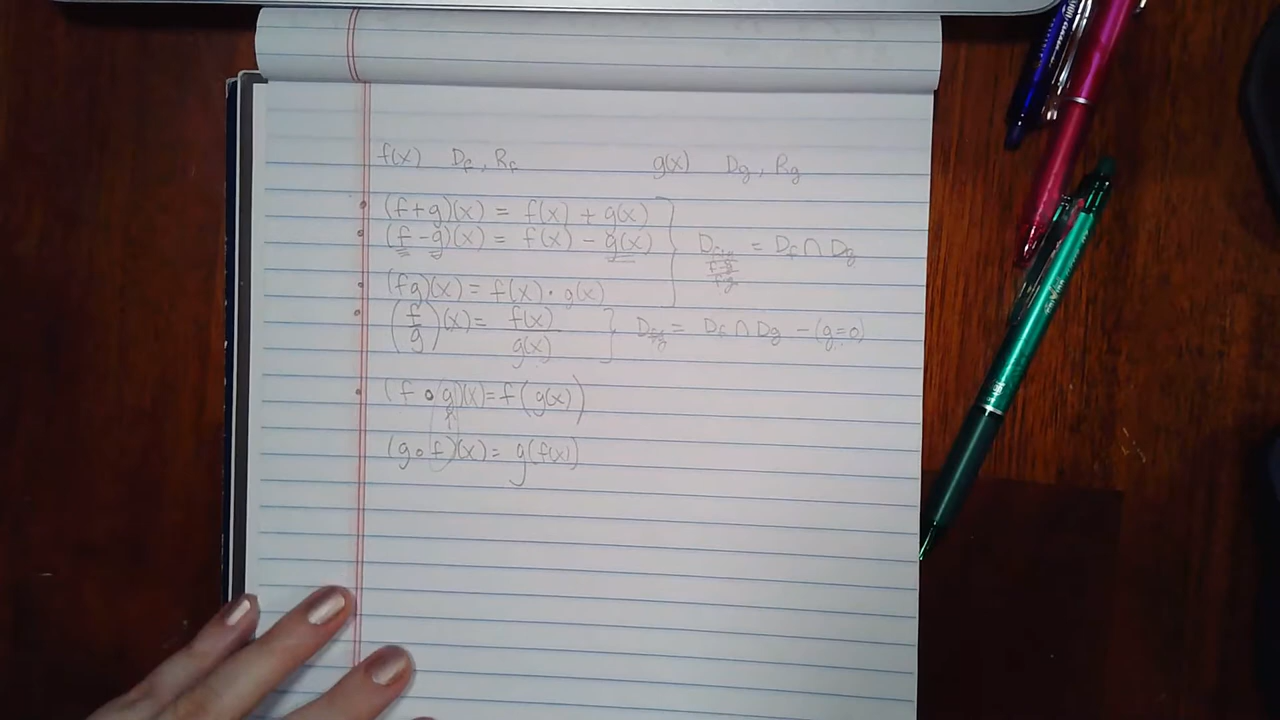 f(x) D_f, R_f g(x) D_g, R_g
(f+g)(x) = f(x) + g(x)
(f-g)(x) = f(x) - g(x) } D_{f+g} = D_f ∩ D_g
f-g
fg
(fg)(x) = f(x) · g(x)
(f/g)(x) = f(x)/g(x) } D_{f/g} = D_f ∩ D_g - (g=0)
(f ∘ g)(x) = f(g(x))
(g ∘ f)(x) = g(f(x))